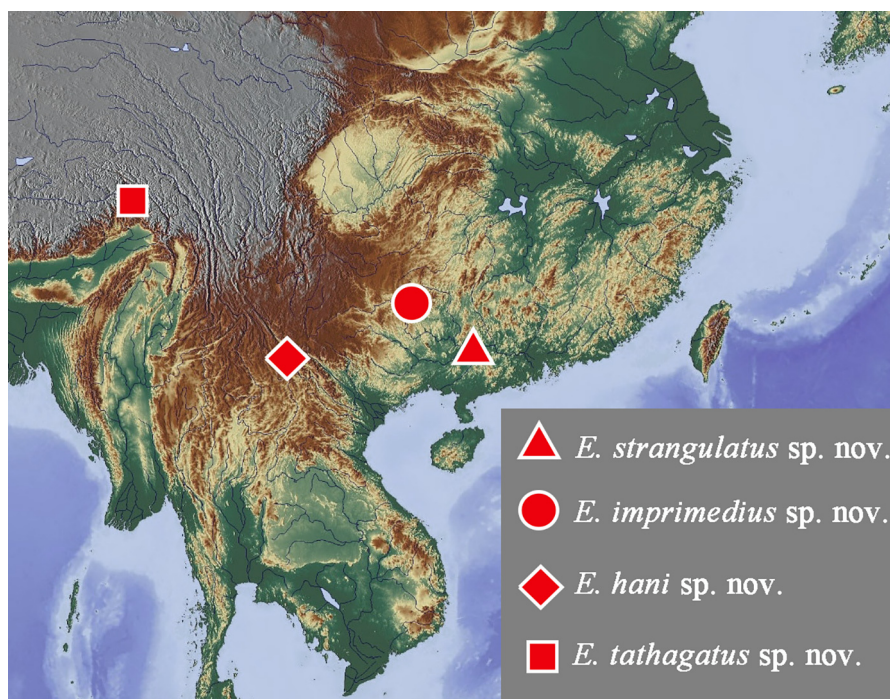 E. strangulatus sp. nov.
E. imprimedius sp. nov.
E. hani sp. nov.
E. tathagatus sp. nov.